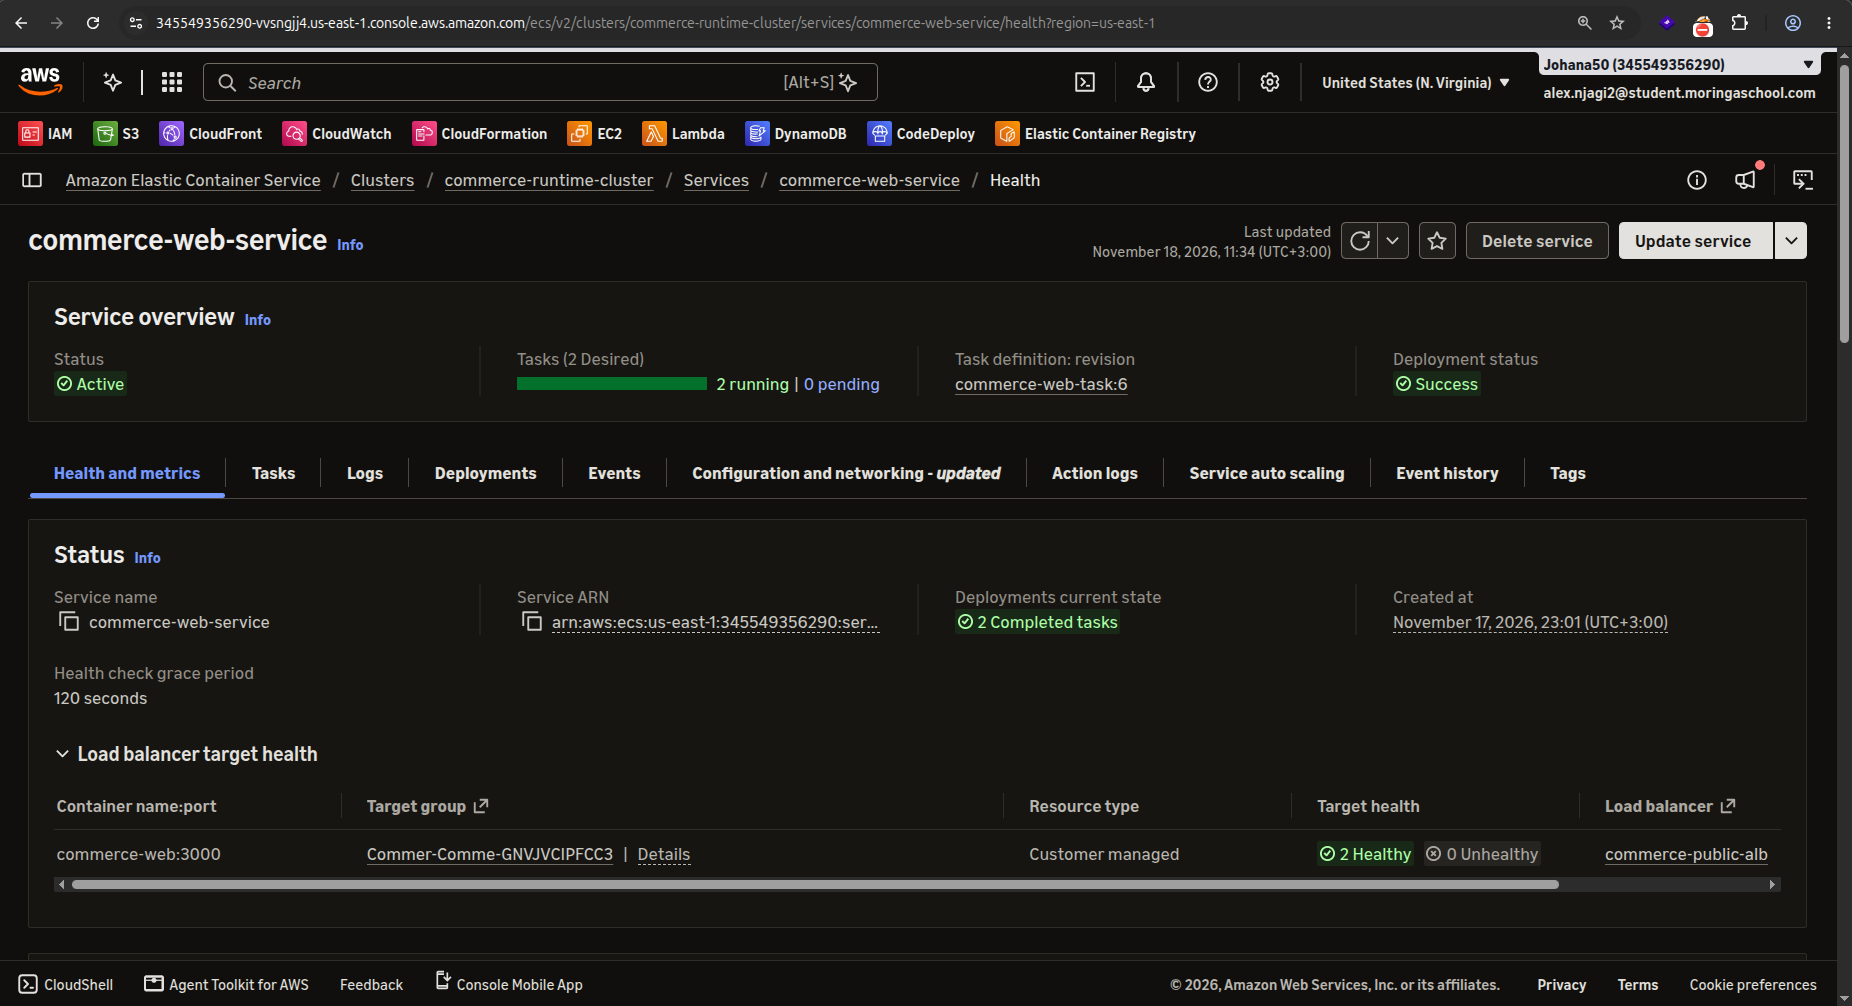 345549356290-vvsngjj4.us-east-1.console.aws.amazon.com/ecs/v2/clusters/commerce-runtime-cluster/services/commerce-web-service/health?region=us-east-1
aws Search [Alt+S] United States (N. Virginia) Johana50 (345549356290)
alex.njagi2@student.moringaschool.com
IAM S3 CloudFront CloudWatch CloudFormation EC2 Lambda DynamoDB CodeDeploy Elastic Container Registry
Amazon Elastic Container Service / Clusters / commerce-runtime-cluster / Services / commerce-web-service / Health
commerce-web-service Info
Last updated
November 18, 2026, 11:34 (UTC+3:00)
Delete service Update service
Service overview Info
Status Tasks (2 Desired) Task definition: revision Deployment status
Active 2 running | 0 pending commerce-web-task:6 Success
Health and metrics Tasks Logs Deployments Events Configuration and networking - updated Action logs Service auto scaling Event history Tags
Status Info
Service name Service ARN Deployments current state Created at
commerce-web-service arn:aws:ecs:us-east-1:345549356290:ser... 2 Completed tasks November 17, 2026, 23:01 (UTC+3:00)
Health check grace period
120 seconds
Load balancer target health
Container name:port Target group Resource type Target health Load balancer
commerce-web:3000 Commer-Comme-GNVJVCIPFCC3 | Details Customer managed 2 Healthy 0 Unhealthy commerce-public-alb
CloudShell Agent Toolkit for AWS Feedback Console Mobile App © 2026, Amazon Web Services, Inc. or its affiliates. Privacy Terms Cookie preferences